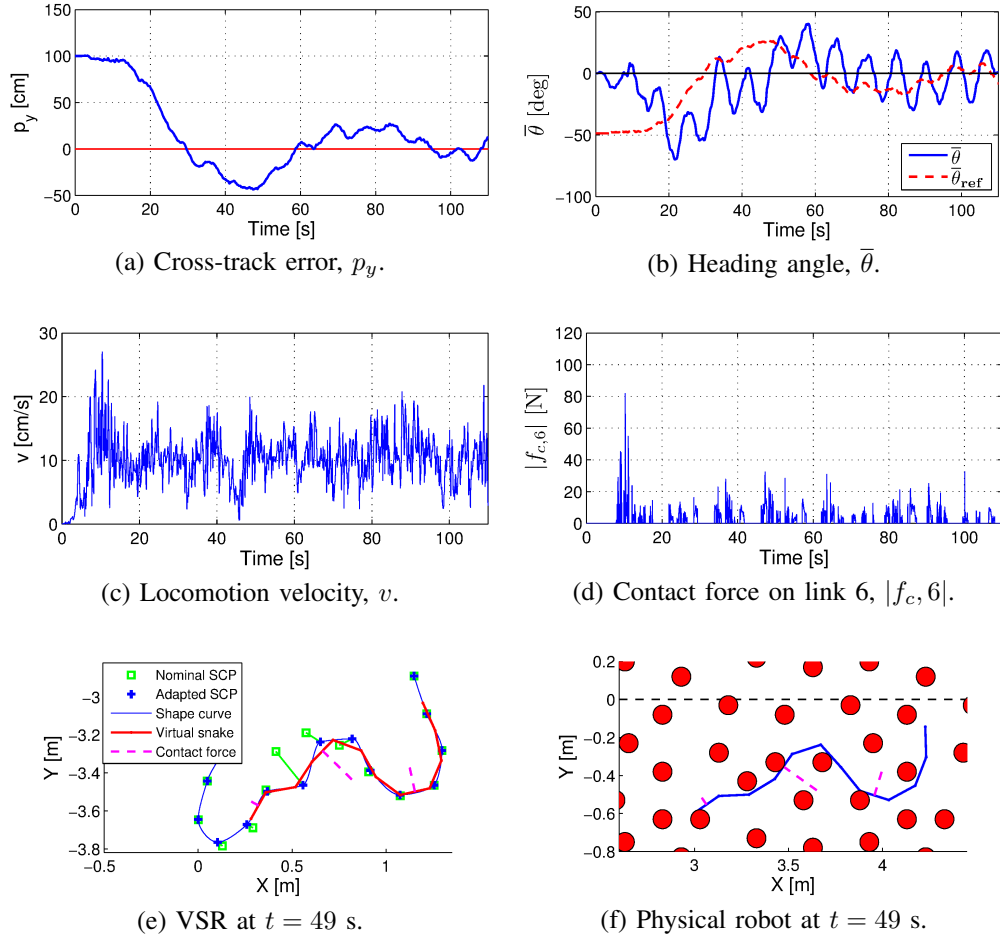 150
100
50
0
−50
0
20
40
60
80
100
p_y [cm]
Time [s]
(a) Cross-track error, p_y.
50
0
−50
−100
0
20
40
60
80
100
θ̅ [deg]
θ̅
θ̅_ref
Time [s]
(b) Heading angle, θ̅.
30
20
10
0
0
20
40
60
80
100
v [cm/s]
Time [s]
(c) Locomotion velocity, v.
120
100
80
60
40
20
0
0
20
40
60
80
100
|f_{c,6}| [N]
Time [s]
(d) Contact force on link 6, |f_c, 6|.
Nominal SCP
Adapted SCP
Shape curve
Virtual snake
Contact force
−3
−3.2
−3.4
−3.6
−3.8
−0.5
0
0.5
1
Y [m]
X [m]
(e) VSR at t = 49 s.
0.2
0
−0.2
−0.4
−0.6
−0.8
3
3.5
4
Y [m]
X [m]
(f) Physical robot at t = 49 s.